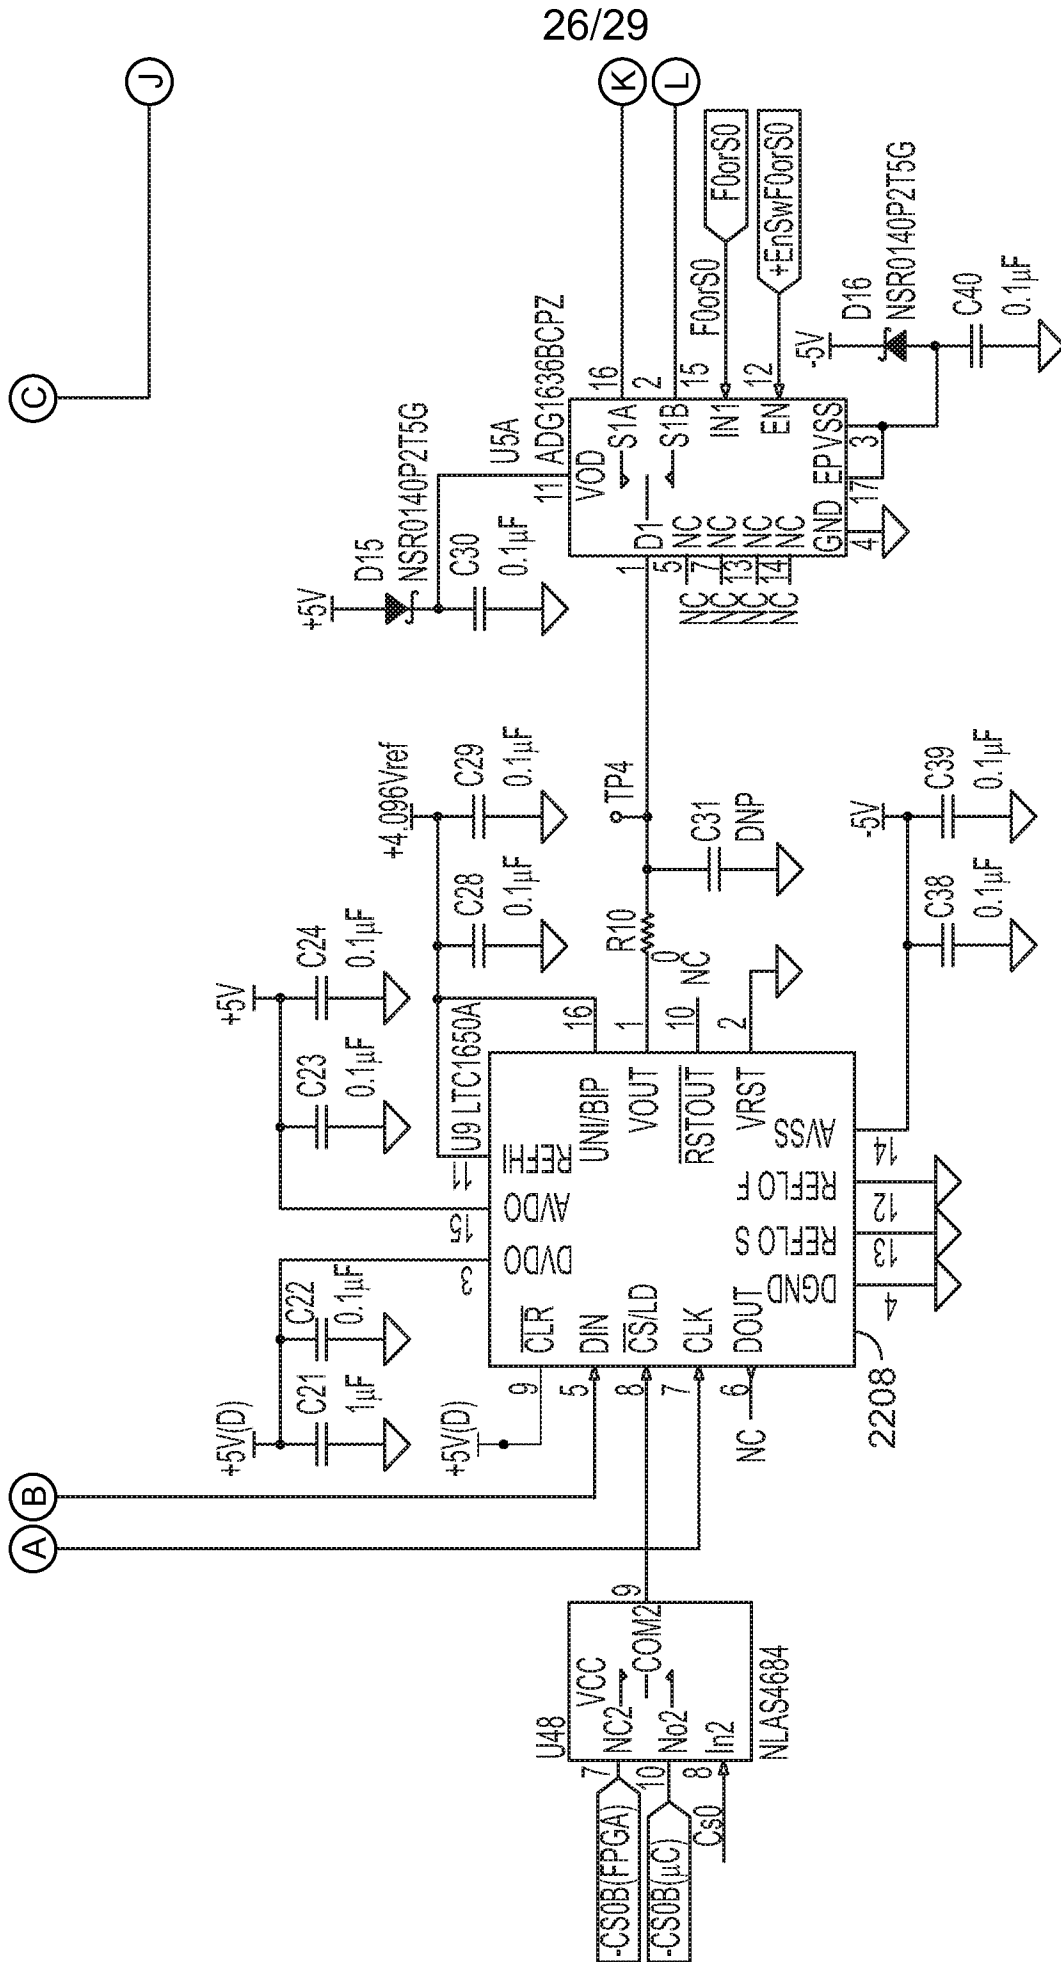 26/29
C
J
A
B
K
L
+5V(D)
C21
1µF
C22
0.1µF
+5V
C23
0.1µF
C24
0.1µF
+4.096Vref
C28
0.1µF
C29
0.1µF
+5V
D15
NSR0140P2T5G
C30
0.1µF
U5A
ADG1636BCPZ
11
VOD
S1A
16
S1B
2
D1
1
IN1
15
F0orS0
F0orS0
EN
12
+EnSwF0orS0
5
NC
NC
7
NC
NC
13
NC
NC
14
NC
NC
GND
4
EP
17
VSS
3
-5V
D16
NSR0140P2T5G
C40
0.1µF
+5V(D)
U9 LTC1650A
3
DVDO
15
AVDO
11
REFHI
9
CLR
5
DIN
8
CS/LD
7
CLK
6
DOUT
NC
UNI/BIP
16
VOUT
1
RSTOUT
10
NC
VRST
2
DGND
4
REFLO S
13
REFLO F
12
AVSS
14
2208
R10
0
TP4
C31
DNP
-5V
C38
0.1µF
C39
0.1µF
U48
VCC
7
NC2
10
No2
8
In2
COM2
9
NLAS4684
-CS0B(FPGA)
-CS0B(µC)
Cs0